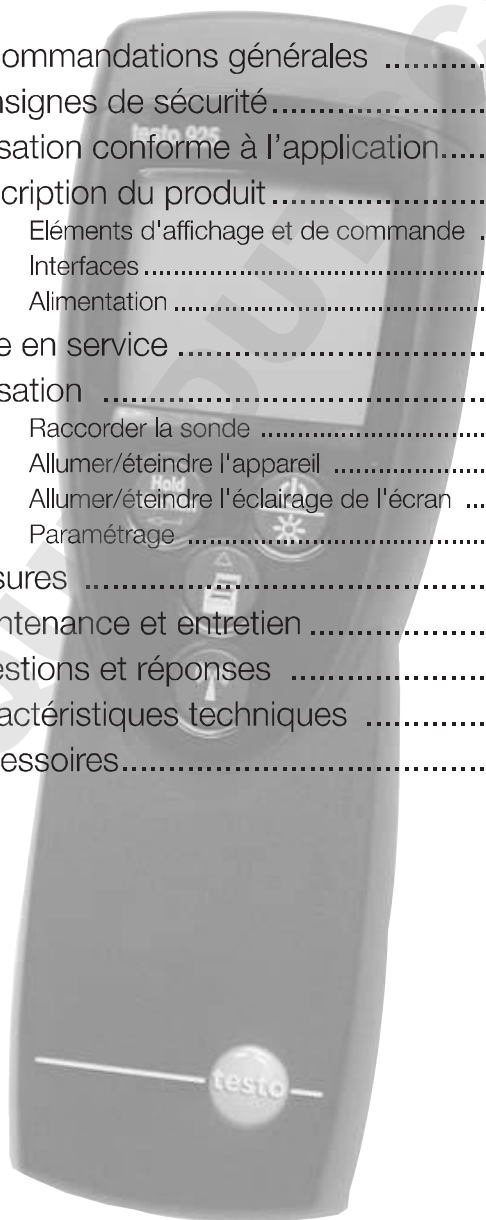 commandations générales ..........
nsignes de sécurité..........
sation conforme à l'application.....
cription du produit..........
Eléments d'affichage et de commande .
Interfaces..........
Alimentation..........
e en service ..........
sation ..........
Raccorder la sonde ..........
Allumer/éteindre l'appareil ..........
Allumer/éteindre l'éclairage de l'écran ...
Paramétrage ..........
sures ..........
ntenance et entretien ..........
estions et réponses ..........
actéristiques techniques ..........
essoires..........
testo 925
Hold
testo